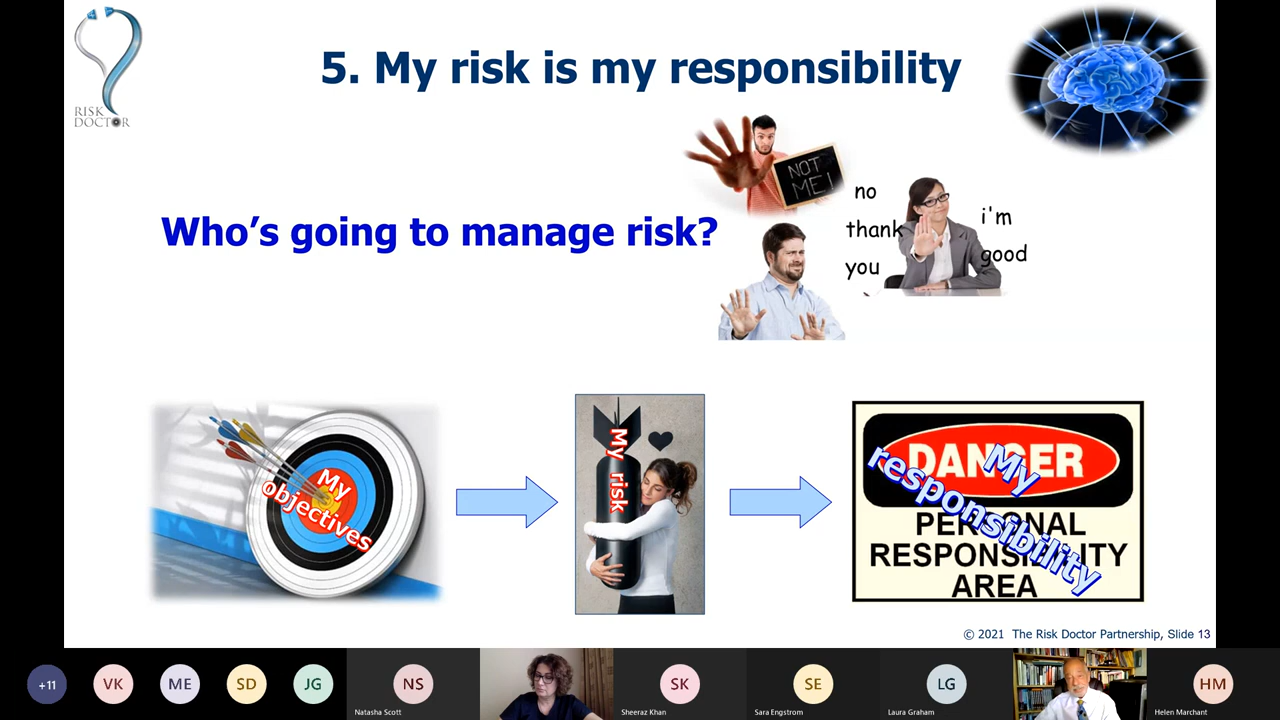 RISK
DOCTOR
5. My risk is my responsibility
NOT
ME!
Who's going to manage risk?
no
thank
you
i'm
good
My
objectives
My risk
DANGER
PERSONAL
RESPONSIBILITY
AREA
My
responsibility
© 2021 The Risk Doctor Partnership, Slide 13
+11
VK
ME
SD
JG
NS
Natasha Scott
SK
Sheeraz Khan
SE
Sara Engstrom
LG
Laura Graham
HM
Helen Marchant